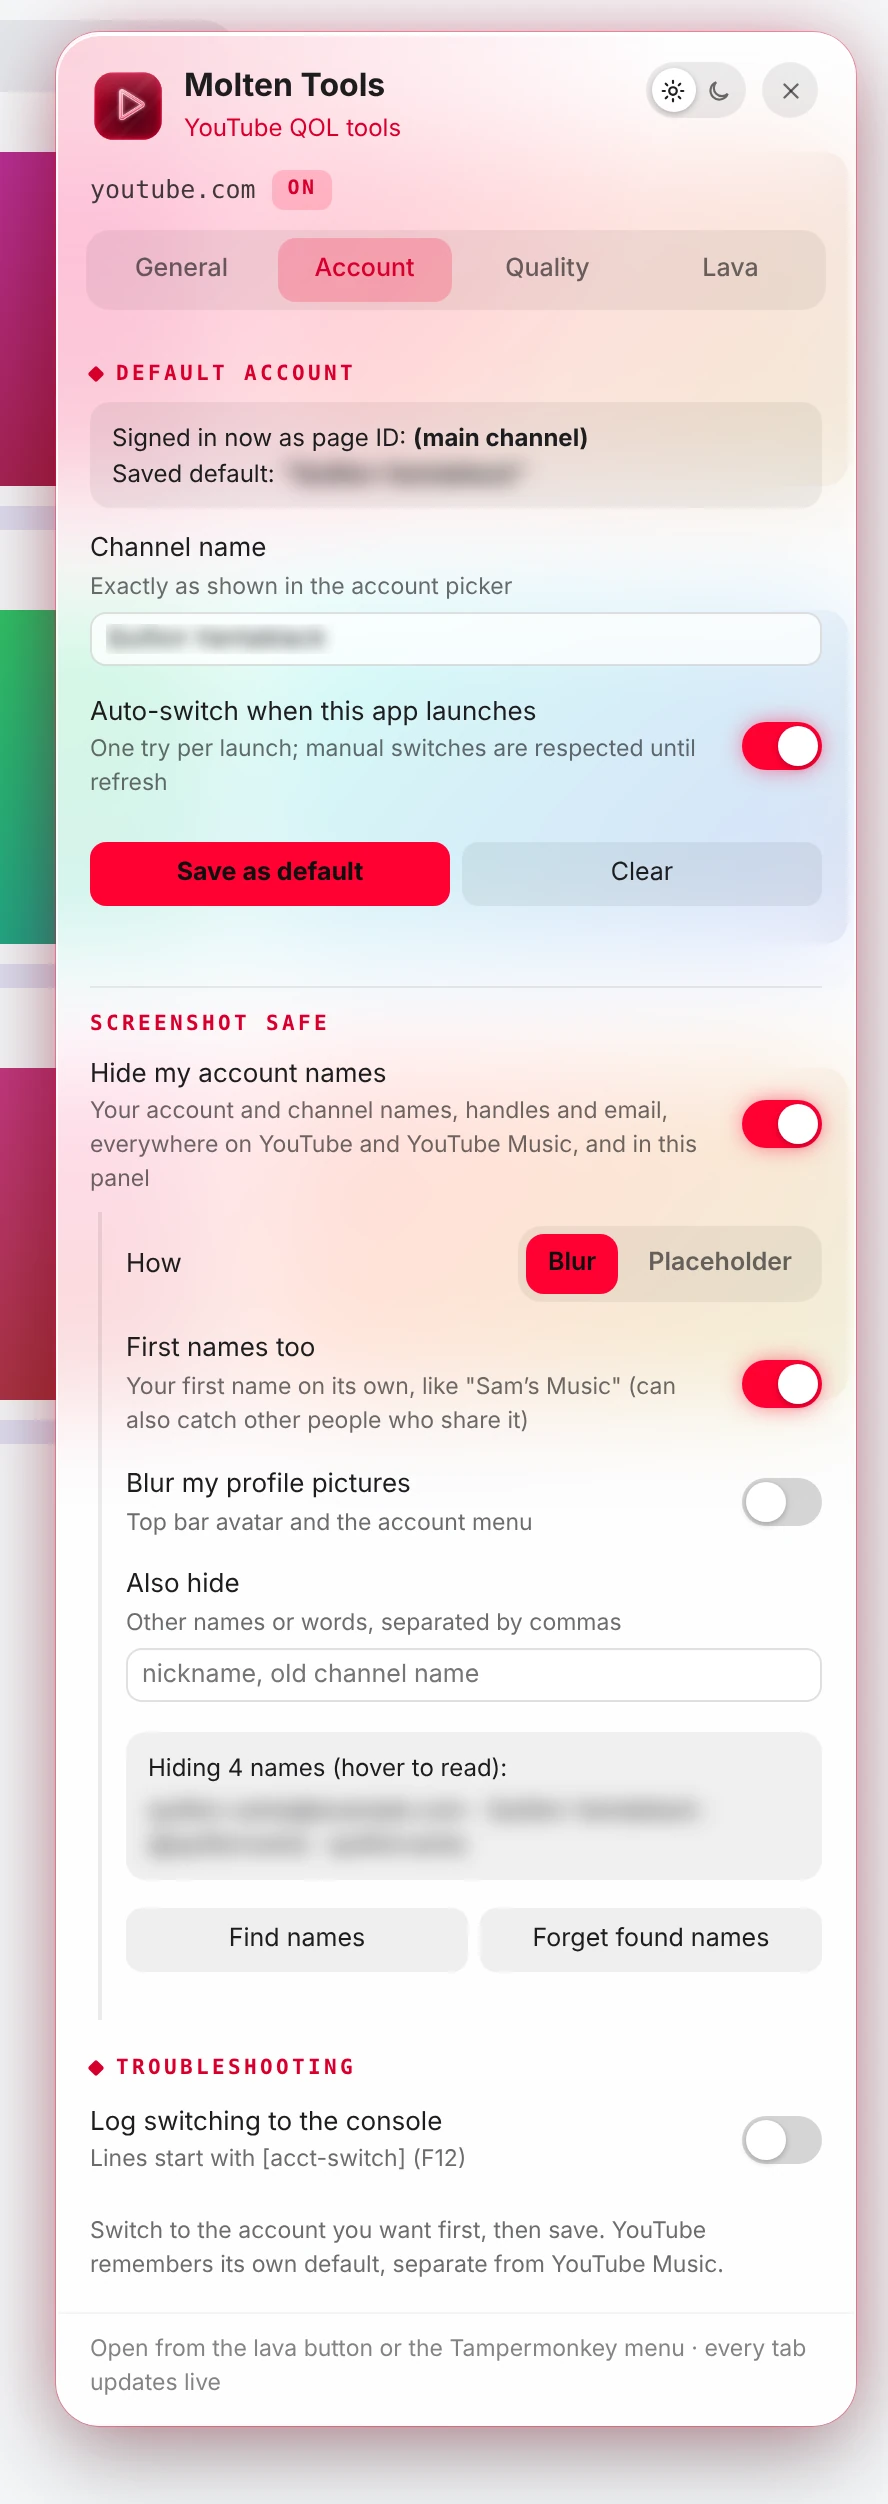 Molten Tools
YouTube QOL tools
youtube.com ON
General Account Quality Lava
DEFAULT ACCOUNT
Signed in now as page ID: (main channel)
Saved default:
Channel name
Exactly as shown in the account picker
Auto-switch when this app launches
One try per launch; manual switches are respected until
refresh
Save as default Clear
SCREENSHOT SAFE
Hide my account names
Your account and channel names, handles and email,
everywhere on YouTube and YouTube Music, and in this
panel
How Blur Placeholder
First names too
Your first name on its own, like "Sam’s Music" (can
also catch other people who share it)
Blur my profile pictures
Top bar avatar and the account menu
Also hide
Other names or words, separated by commas
nickname, old channel name
Hiding 4 names (hover to read):
Find names Forget found names
TROUBLESHOOTING
Log switching to the console
Lines start with [acct-switch] (F12)
Switch to the account you want first, then save. YouTube
remembers its own default, separate from YouTube Music.
Open from the lava button or the Tampermonkey menu · every tab
updates live